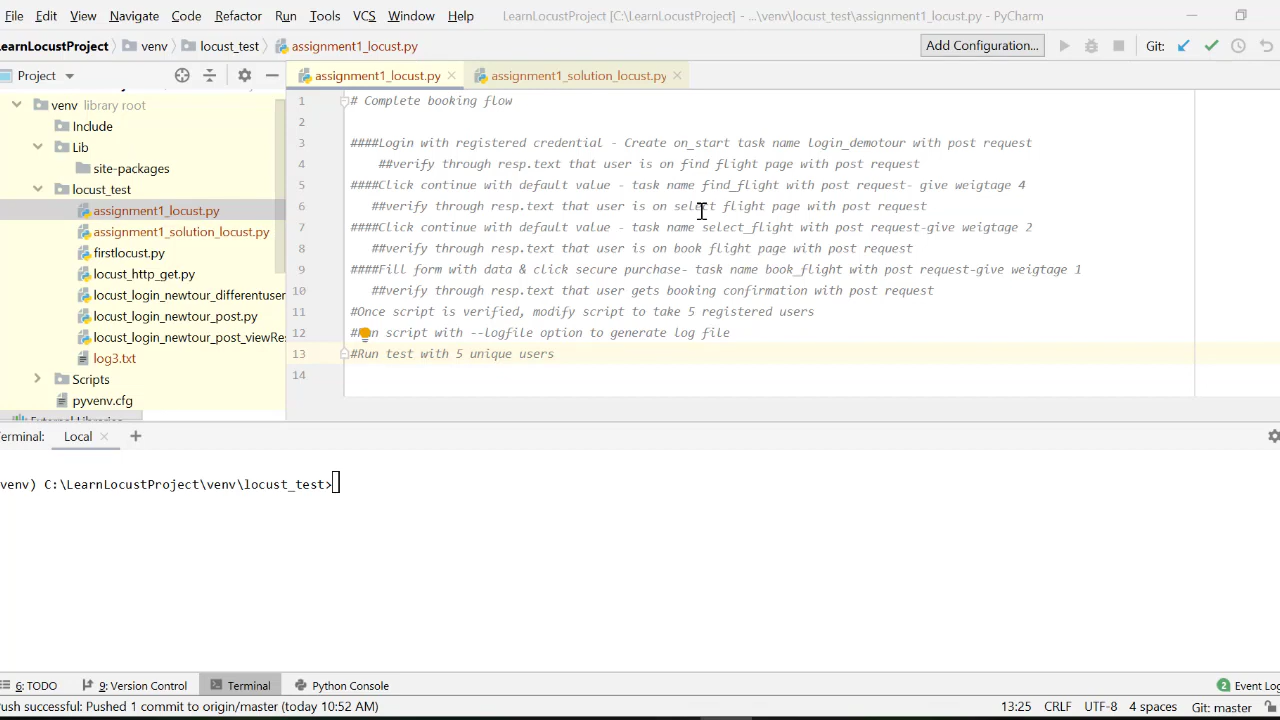 File Edit View Navigate Code Refactor Run Tools VCS Window Help LearnLocustProject [C:\LearnLocustProject] - ...\venv\locust_test\assignment1_locust.py - PyCharm
earnLocustProject venv locust_test assignment1_locust.py Add Configuration... Git:
Project assignment1_locust.py assignment1_solution_locust.py
venv library root
Include
Lib
site-packages
locust_test
assignment1_locust.py
assignment1_solution_locust.py
firstlocust.py
locust_http_get.py
locust_login_newtour_differentuser
locust_login_newtour_post.py
locust_login_newtour_post_viewRes
log3.txt
Scripts
pyvenv.cfg
External Libraries
1 # Complete booking flow
2
3 ####Login with registered credential - Create on_start task name login_demotour with post request
4 ##verify through resp.text that user is on find flight page with post request
5 ####Click continue with default value - task name find_flight with post request- give weigtage 4
6 ##verify through resp.text that user is on select flight page with post request
7 ####Click continue with default value - task name select_flight with post request-give weigtage 2
8 ##verify through resp.text that user is on book flight page with post request
9 ####Fill form with data & click secure purchase- task name book_flight with post request-give weigtage 1
10 ##verify through resp.text that user gets booking confirmation with post request
11 #Once script is verified, modify script to take 5 registered users
12 #Run script with --logfile option to generate log file
13 #Run test with 5 unique users
14
erminal: Local +
venv) C:\LearnLocustProject\venv\locust_test>
6: TODO 9: Version Control Terminal Python Console 2 Event Log
ush successful: Pushed 1 commit to origin/master (today 10:52 AM) 13:25 CRLF UTF-8 4 spaces Git: master